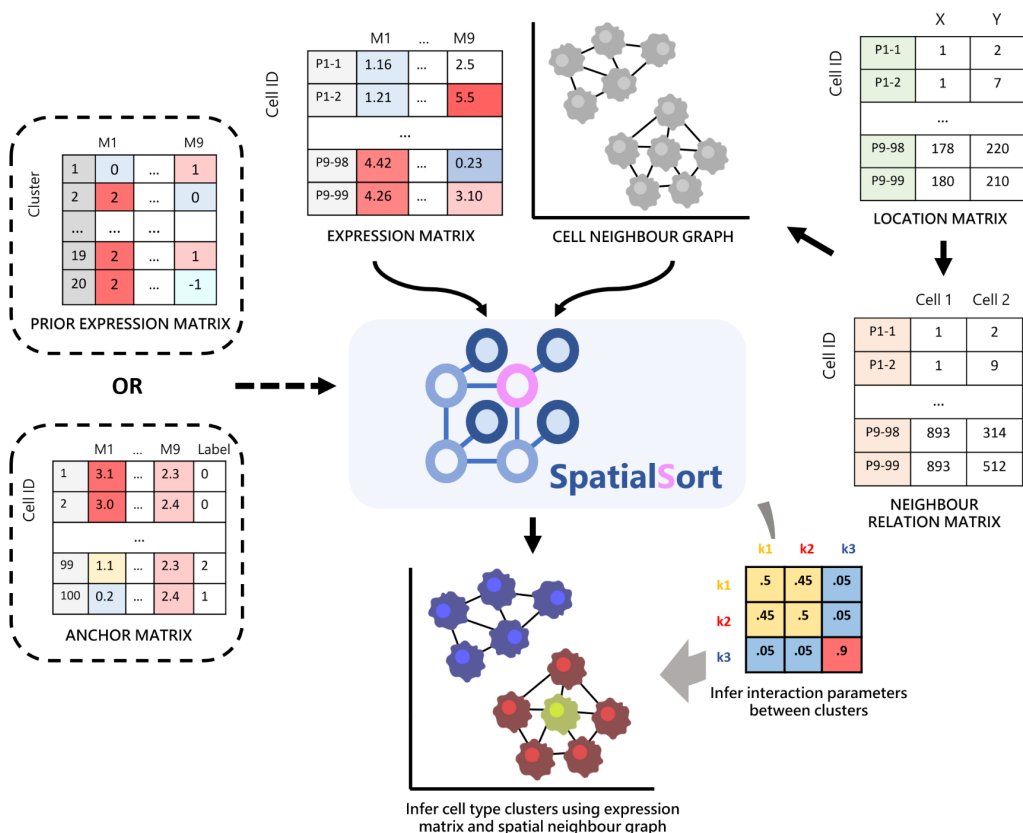 M1 ... M9
Cell ID
P1-1 1.16 ... 2.5
P1-2 1.21 ... 5.5
...
P9-98 4.42 ... 0.23
P9-99 4.26 ... 3.10
EXPRESSION MATRIX
CELL NEIGHBOUR GRAPH
X Y
Cell ID
P1-1 1 2
P1-2 1 7
...
P9-98 178 220
P9-99 180 210
LOCATION MATRIX
M1 M9
Cluster
1 0 ... 1
2 2 ... 0
... ... ...
19 2 ... 1
20 2 ... -1
PRIOR EXPRESSION MATRIX
OR
M1 ... M9 Label
Cell ID
1 3.1 ... 2.3 0
2 3.0 ... 2.4 0
...
99 1.1 ... 2.3 2
100 0.2 ... 2.4 1
ANCHOR MATRIX
SpatialSort
Cell 1 Cell 2
Cell ID
P1-1 1 2
P1-2 1 9
...
P9-98 893 314
P9-99 893 512
NEIGHBOUR
RELATION MATRIX
k1 k2 k3
k1 .5 .45 .05
k2 .45 .5 .05
k3 .05 .05 .9
Infer interaction parameters
between clusters
Infer cell type clusters using expression
matrix and spatial neighbour graph